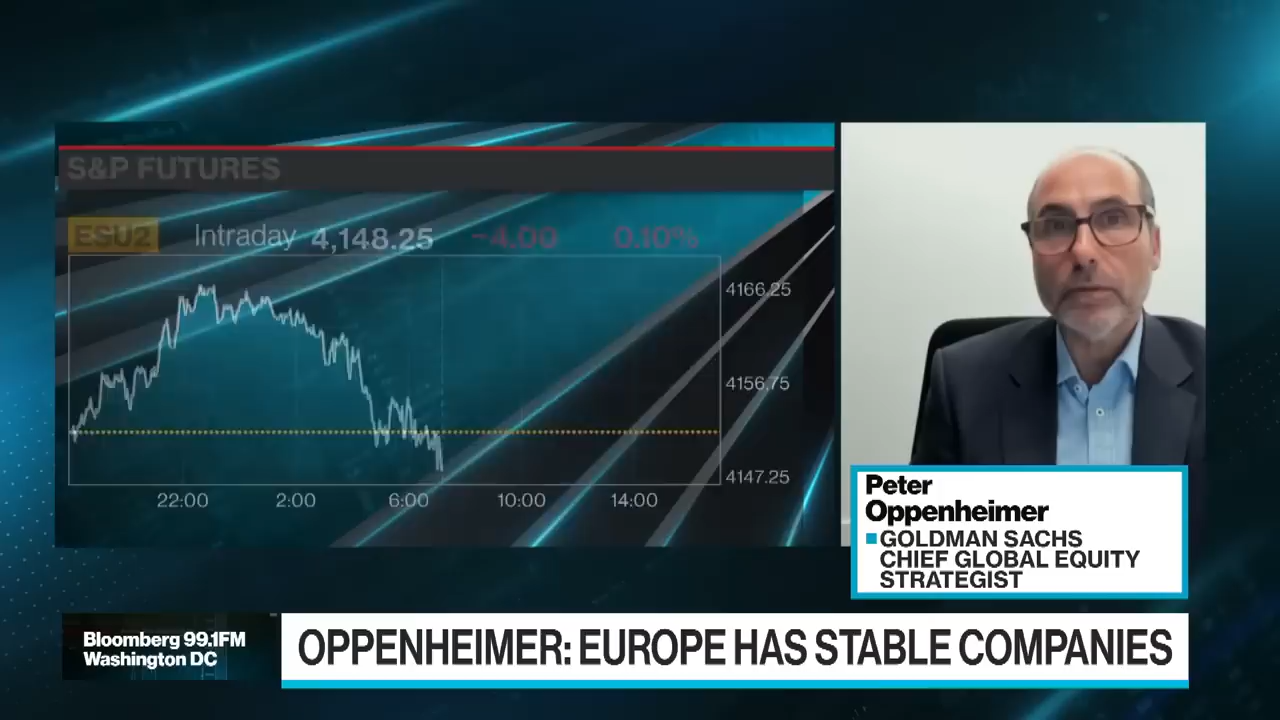 S&P FUTURES
ESU2 Intraday 4,148.25 -4.00 0.10%
4166.25
4156.75
4147.25
22:00 2:00 6:00 10:00 14:00
Peter
Oppenheimer
GOLDMAN SACHS
CHIEF GLOBAL EQUITY
STRATEGIST
Bloomberg 99.1FM
Washington DC
OPPENHEIMER: EUROPE HAS STABLE COMPANIES